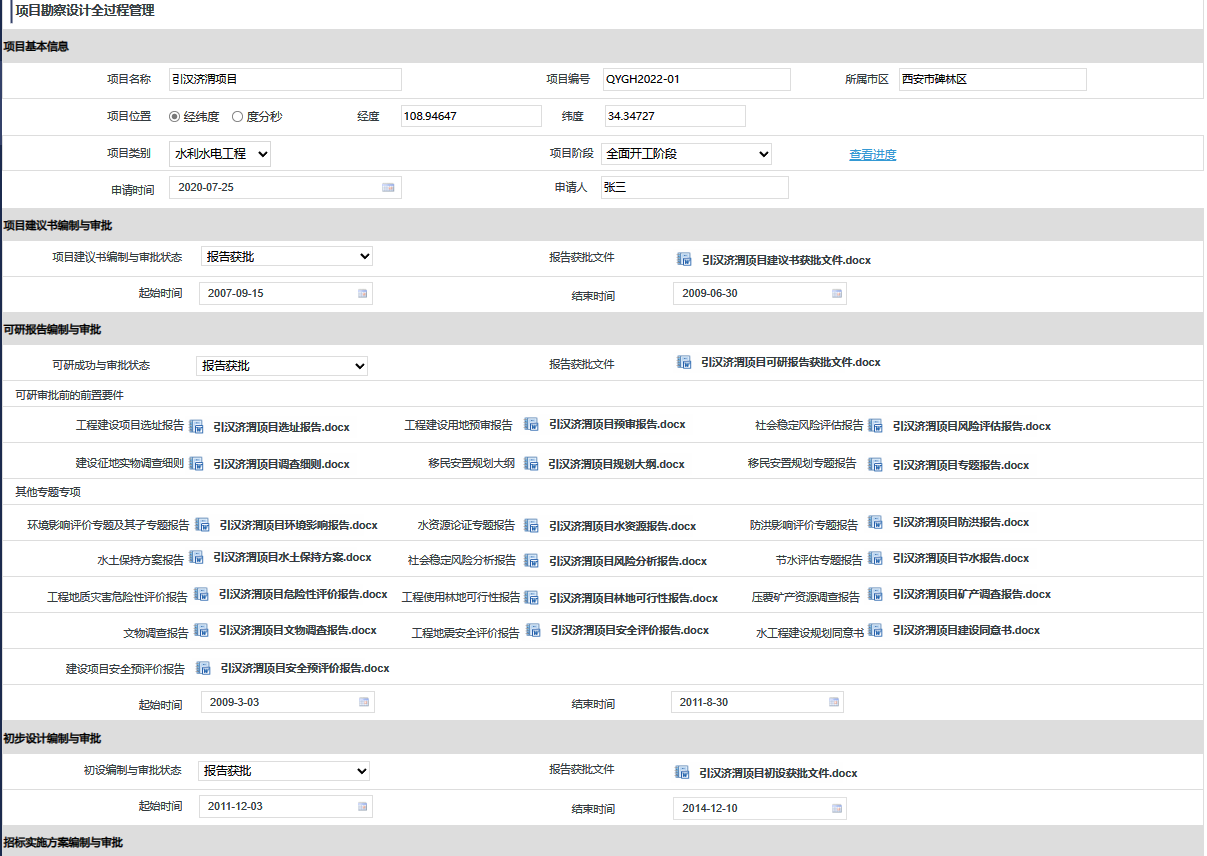 项目勘察设计全过程管理
项目基本信息
项目名称 引汉济渭项目 项目编号 QYGH2022-01 所属市区 西安市碑林区
项目位置 经纬度 度分秒 经度 108.94647 纬度 34.34727
项目类别 水利水电工程 项目阶段 全面开工阶段 查看进度
申请时间 2020-07-25 申请人 张三
项目建议书编制与审批
项目建议书编制与审批状态 报告获批 报告获批文件 引汉济渭项目建议书获批文件.docx
起始时间 2007-09-15 结束时间 2009-06-30
可研报告编制与审批
可研成功与审批状态 报告获批 报告获批文件 引汉济渭项目可研报告获批文件.docx
可研审批前的前置要件
工程建设项目选址报告 引汉济渭项目选址报告.docx 工程建设用地预审报告 引汉济渭项目预审报告.docx 社会稳定风险评估报告 引汉济渭项目风险评估报告.docx
建设征地实物调查细则 引汉济渭项目调查细则.docx 移民安置规划大纲 引汉济渭项目规划大纲.docx 移民安置规划专题报告 引汉济渭项目专题报告.docx
其他专题专项
环境影响评价专题及其子专题报告 引汉济渭项目环境影响报告.docx 水资源论证专题报告 引汉济渭项目水资源报告.docx 防洪影响评价专题报告 引汉济渭项目防洪报告.docx
水土保持方案报告 引汉济渭项目水土保持方案.docx 社会稳定风险分析报告 引汉济渭项目风险分析报告.docx 节水评估专题报告 引汉济渭项目节水报告.docx
工程地质灾害危险性评价报告 引汉济渭项目危险性评价报告.docx 工程使用林地可行性报告 引汉济渭项目林地可行性报告.docx 压覆矿产资源调查报告 引汉济渭项目矿产调查报告.docx
文物调查报告 引汉济渭项目文物调查报告.docx 工程地震安全评价报告 引汉济渭项目安全评价报告.docx 水工程建设规划同意书 引汉济渭项目建设同意书.docx
建设项目安全预评价报告 引汉济渭项目安全预评价报告.docx
起始时间 2009-3-03 结束时间 2011-8-30
初步设计编制与审批
初设编制与审批状态 报告获批 报告获批文件 引汉济渭项目初设获批文件.docx
起始时间 2011-12-03 结束时间 2014-12-10
招标实施方案编制与审批